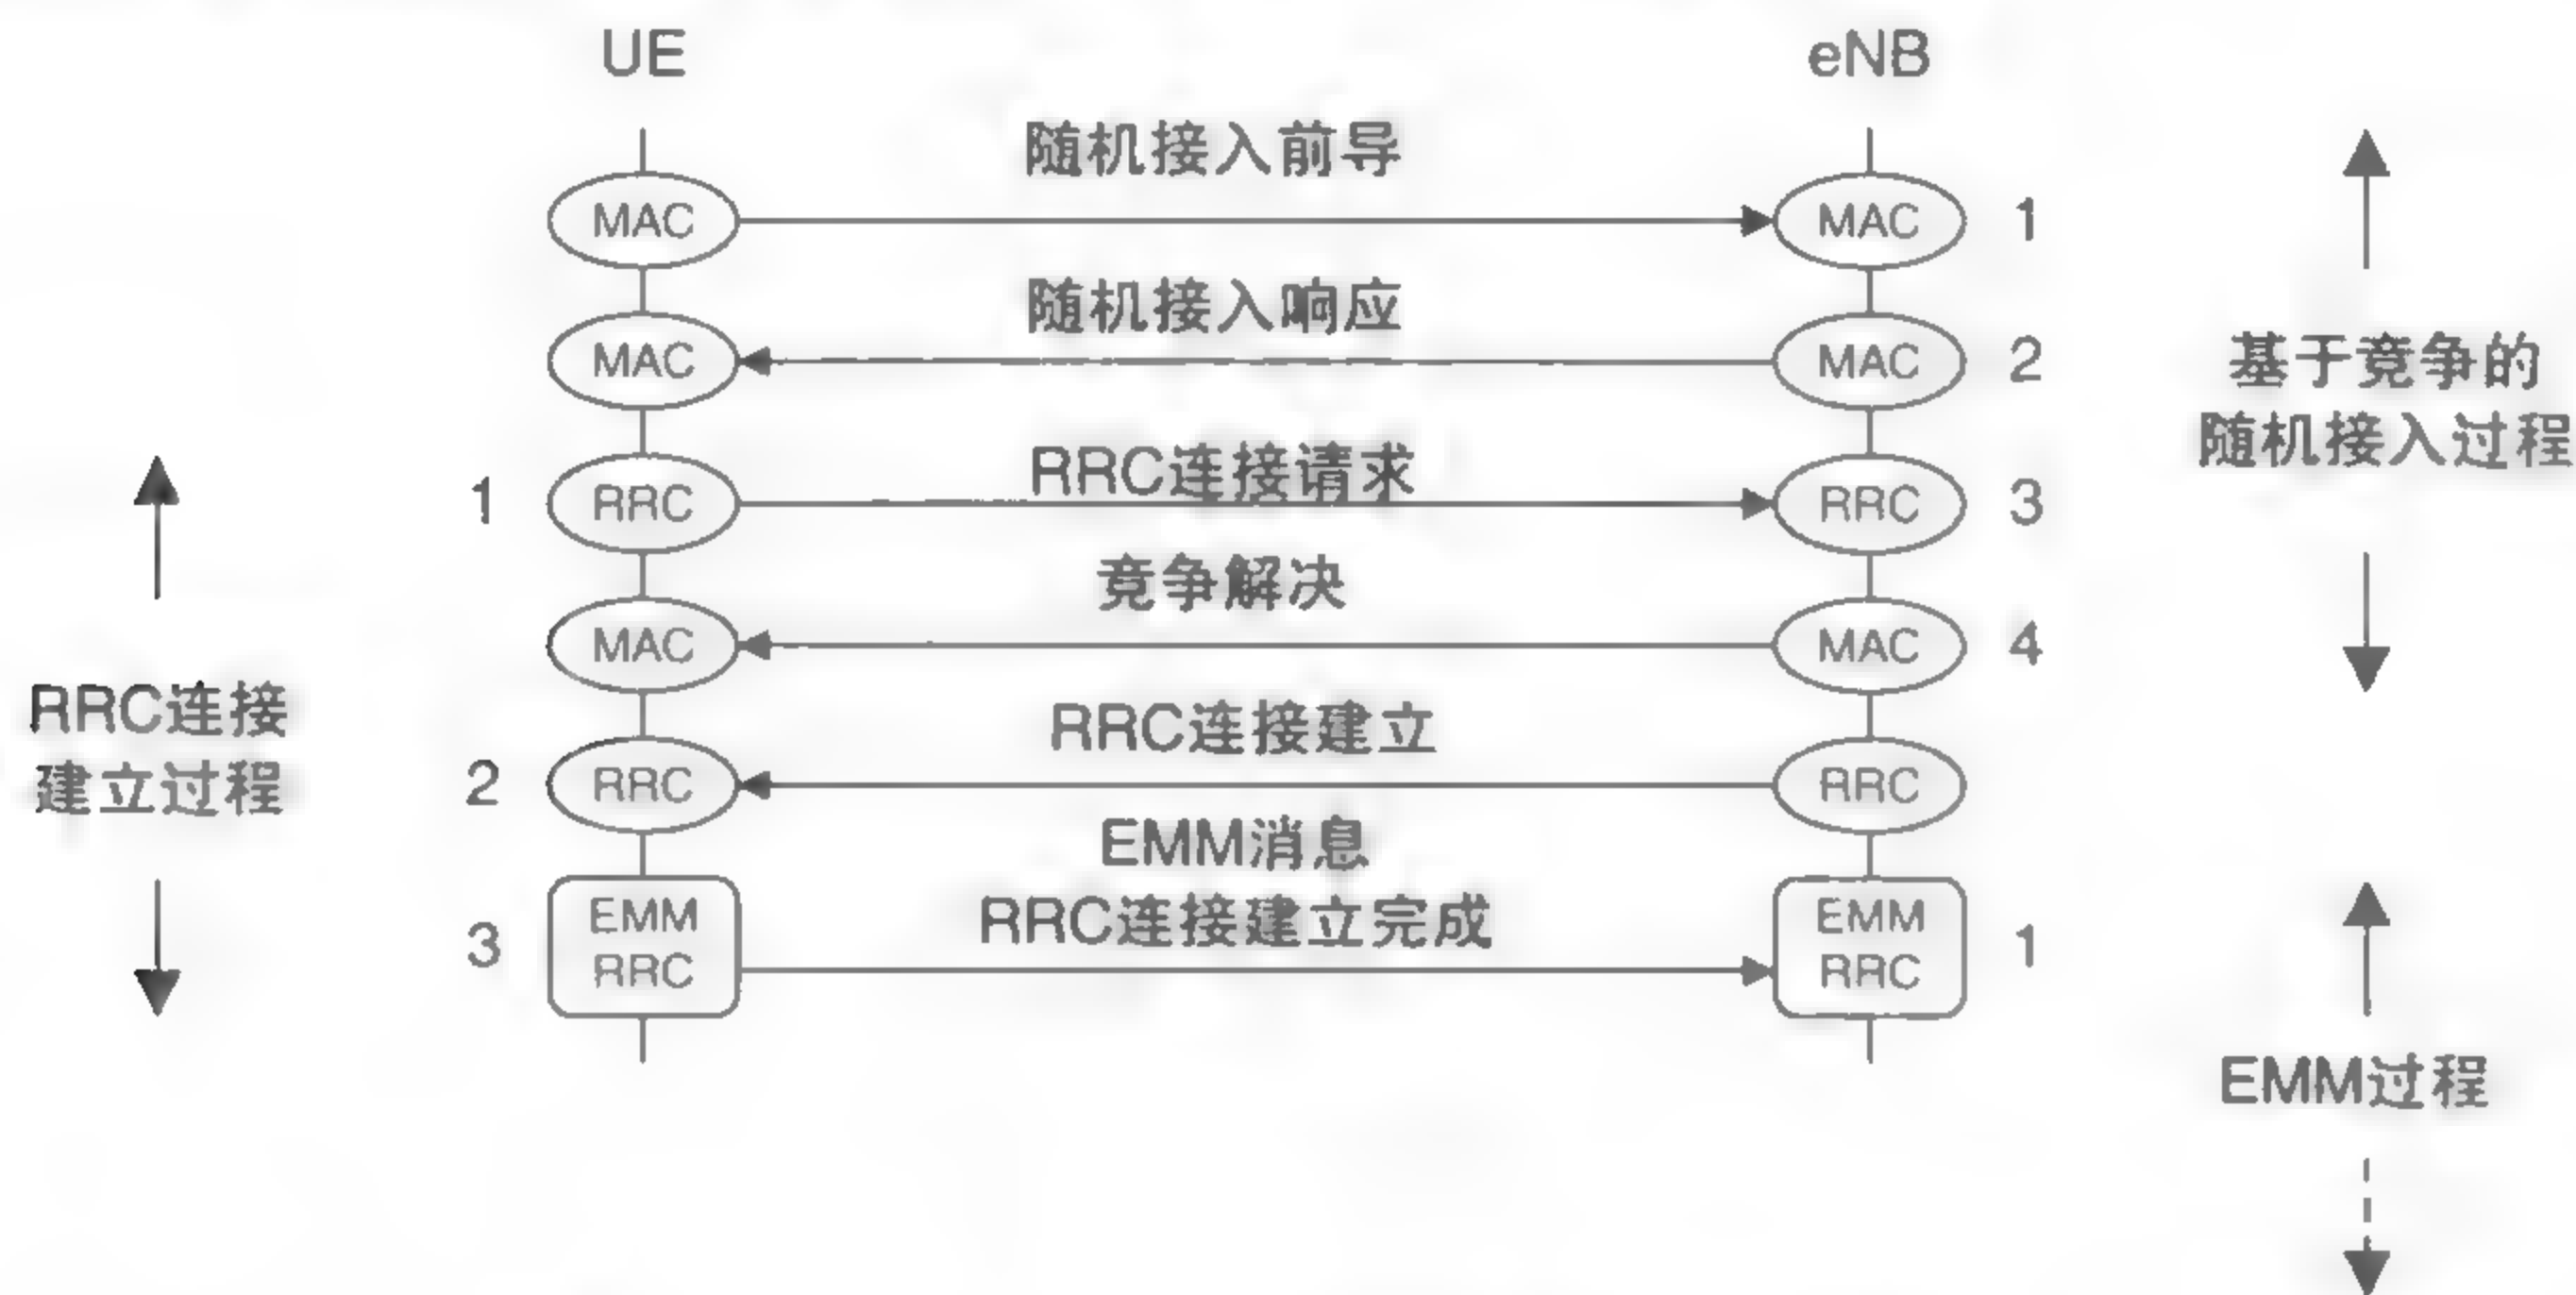 UE
eNB
随机接入前导
MAC
MAC
1
随机接入响应
MAC
MAC
2
基于竞争的
随机接入过程
RRC连接请求
1
RRC
RRC
3
竞争解决
MAC
MAC
4
RRC连接
建立过程
RRC连接建立
2
RRC
RRC
EMM消息
RRC连接建立完成
3
EMM
RRC
EMM
RRC
1
EMM过程